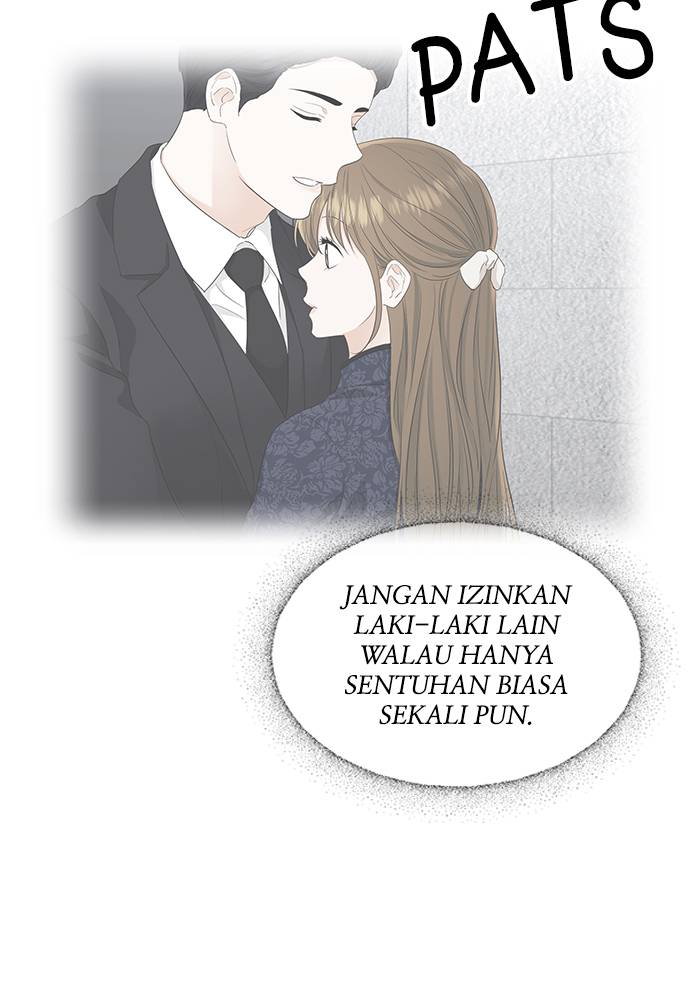 PATS
JANGAN IZINKAN
LAKI-LAKI LAIN
WALAU HANYA
SENTUHAN BIASA
SEKALI PUN.